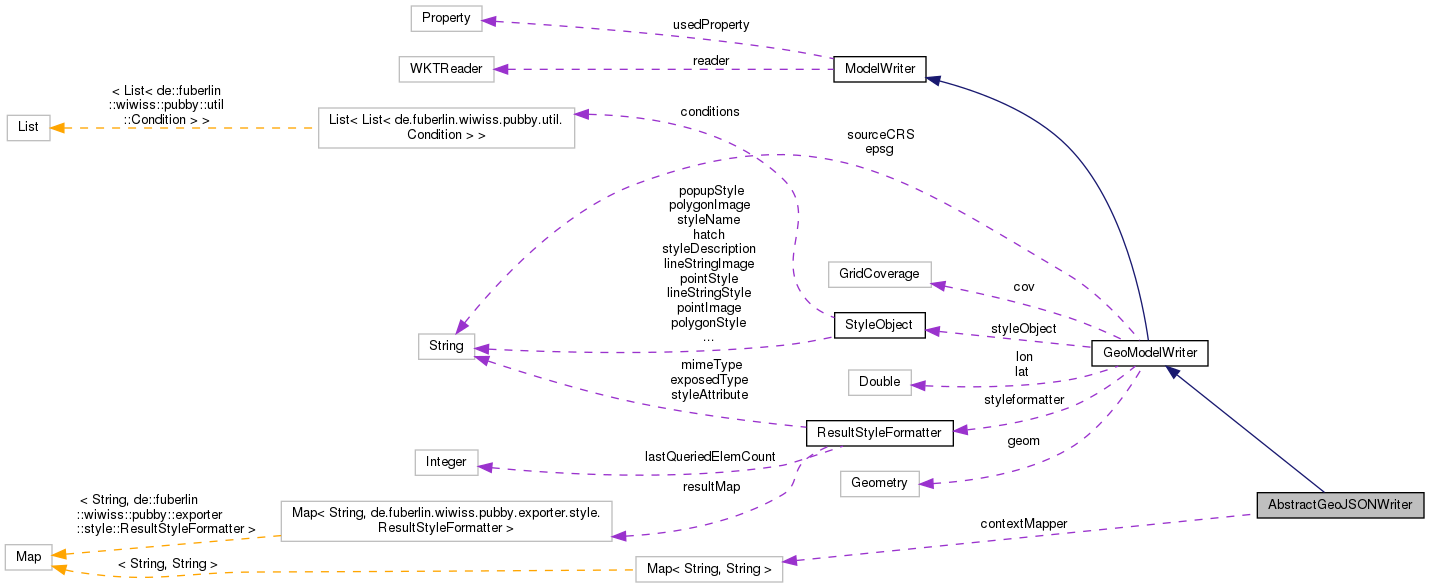 Property
usedProperty
WKTReader
reader
ModelWriter
< List< de::fuberlin
::wiwiss::pubby::util
::Condition > >
List
List< List< de.fuberlin.wiwiss.pubby.util.
Condition > >
conditions
sourceCRS
epsg
popupStyle
polygonImage
styleName
hatch
styleDescription
lineStringImage
pointStyle
lineStringStyle
pointImage
polygonStyle
...
GridCoverage
cov
StyleObject
styleObject
String
GeoModelWriter
mimeType
exposedType
styleAttribute
Double
lon
lat
styleformatter
ResultStyleFormatter
geom
Integer
lastQueriedElemCount
Geometry
resultMap
< String, de::fuberlin
::wiwiss::pubby::exporter
::style::ResultStyleFormatter >
Map< String, de.fuberlin.wiwiss.pubby.exporter.style.
ResultStyleFormatter >
AbstractGeoJSONWriter
contextMapper
Map
< String, String >
Map< String, String >